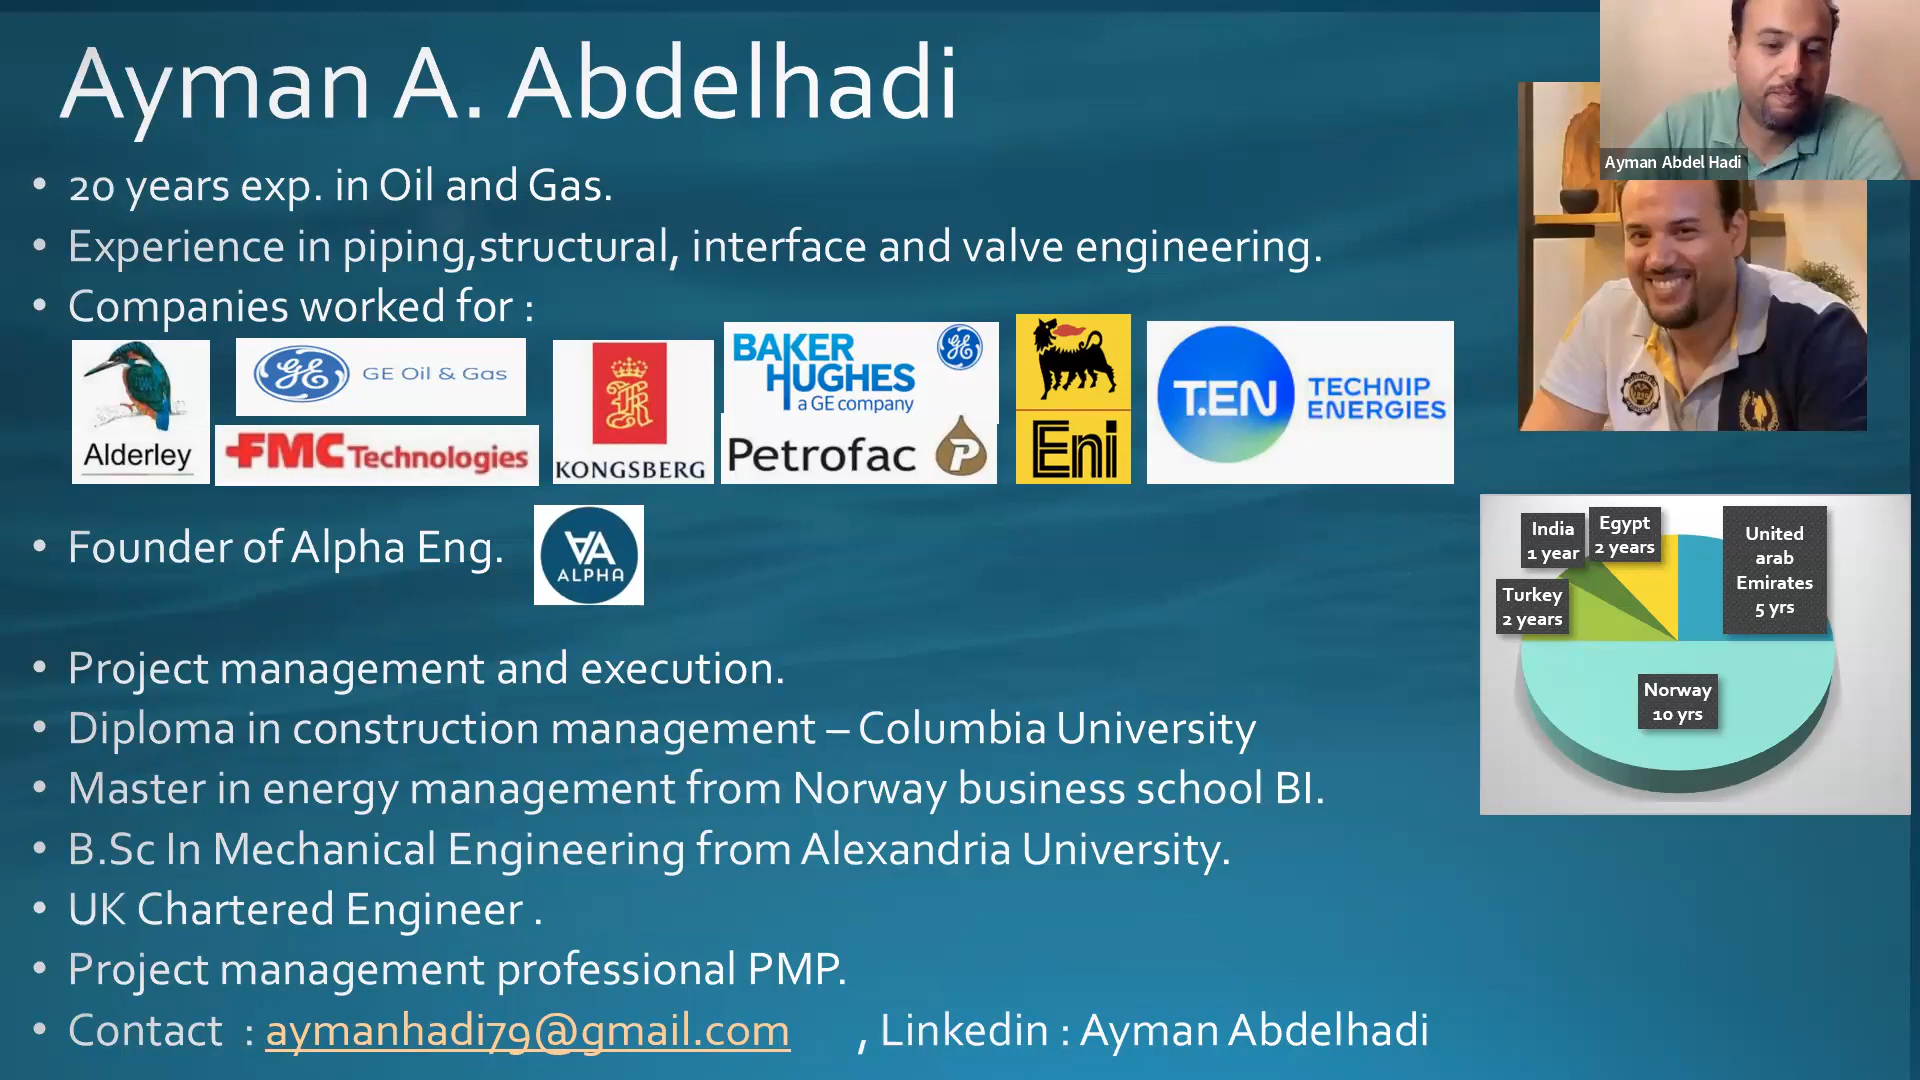 Ayman A. Abdelhadi
Ayman Abdel Hadi
• 20 years exp. in Oil and Gas.
• Experience in piping,structural, interface and valve engineering.
• Companies worked for :
Alderley
GE Oil & Gas
FMC Technologies
KONGSBERG
BAKER
HUGHES
a GE company
GE
Petrofac
P
Eni
T.EN
TECHNIP
ENERGIES
• Founder of Alpha Eng.
ALPHA
India
1 year
Egypt
2 years
United
arab
Emirates
5 yrs
Turkey
2 years
Norway
10 yrs
• Project management and execution.
• Diploma in construction management – Columbia University
• Master in energy management from Norway business school BI.
• B.Sc In Mechanical Engineering from Alexandria University.
• UK Chartered Engineer .
• Project management professional PMP.
• Contact : aymanhadi79@gmail.com , Linkedin : Ayman Abdelhadi